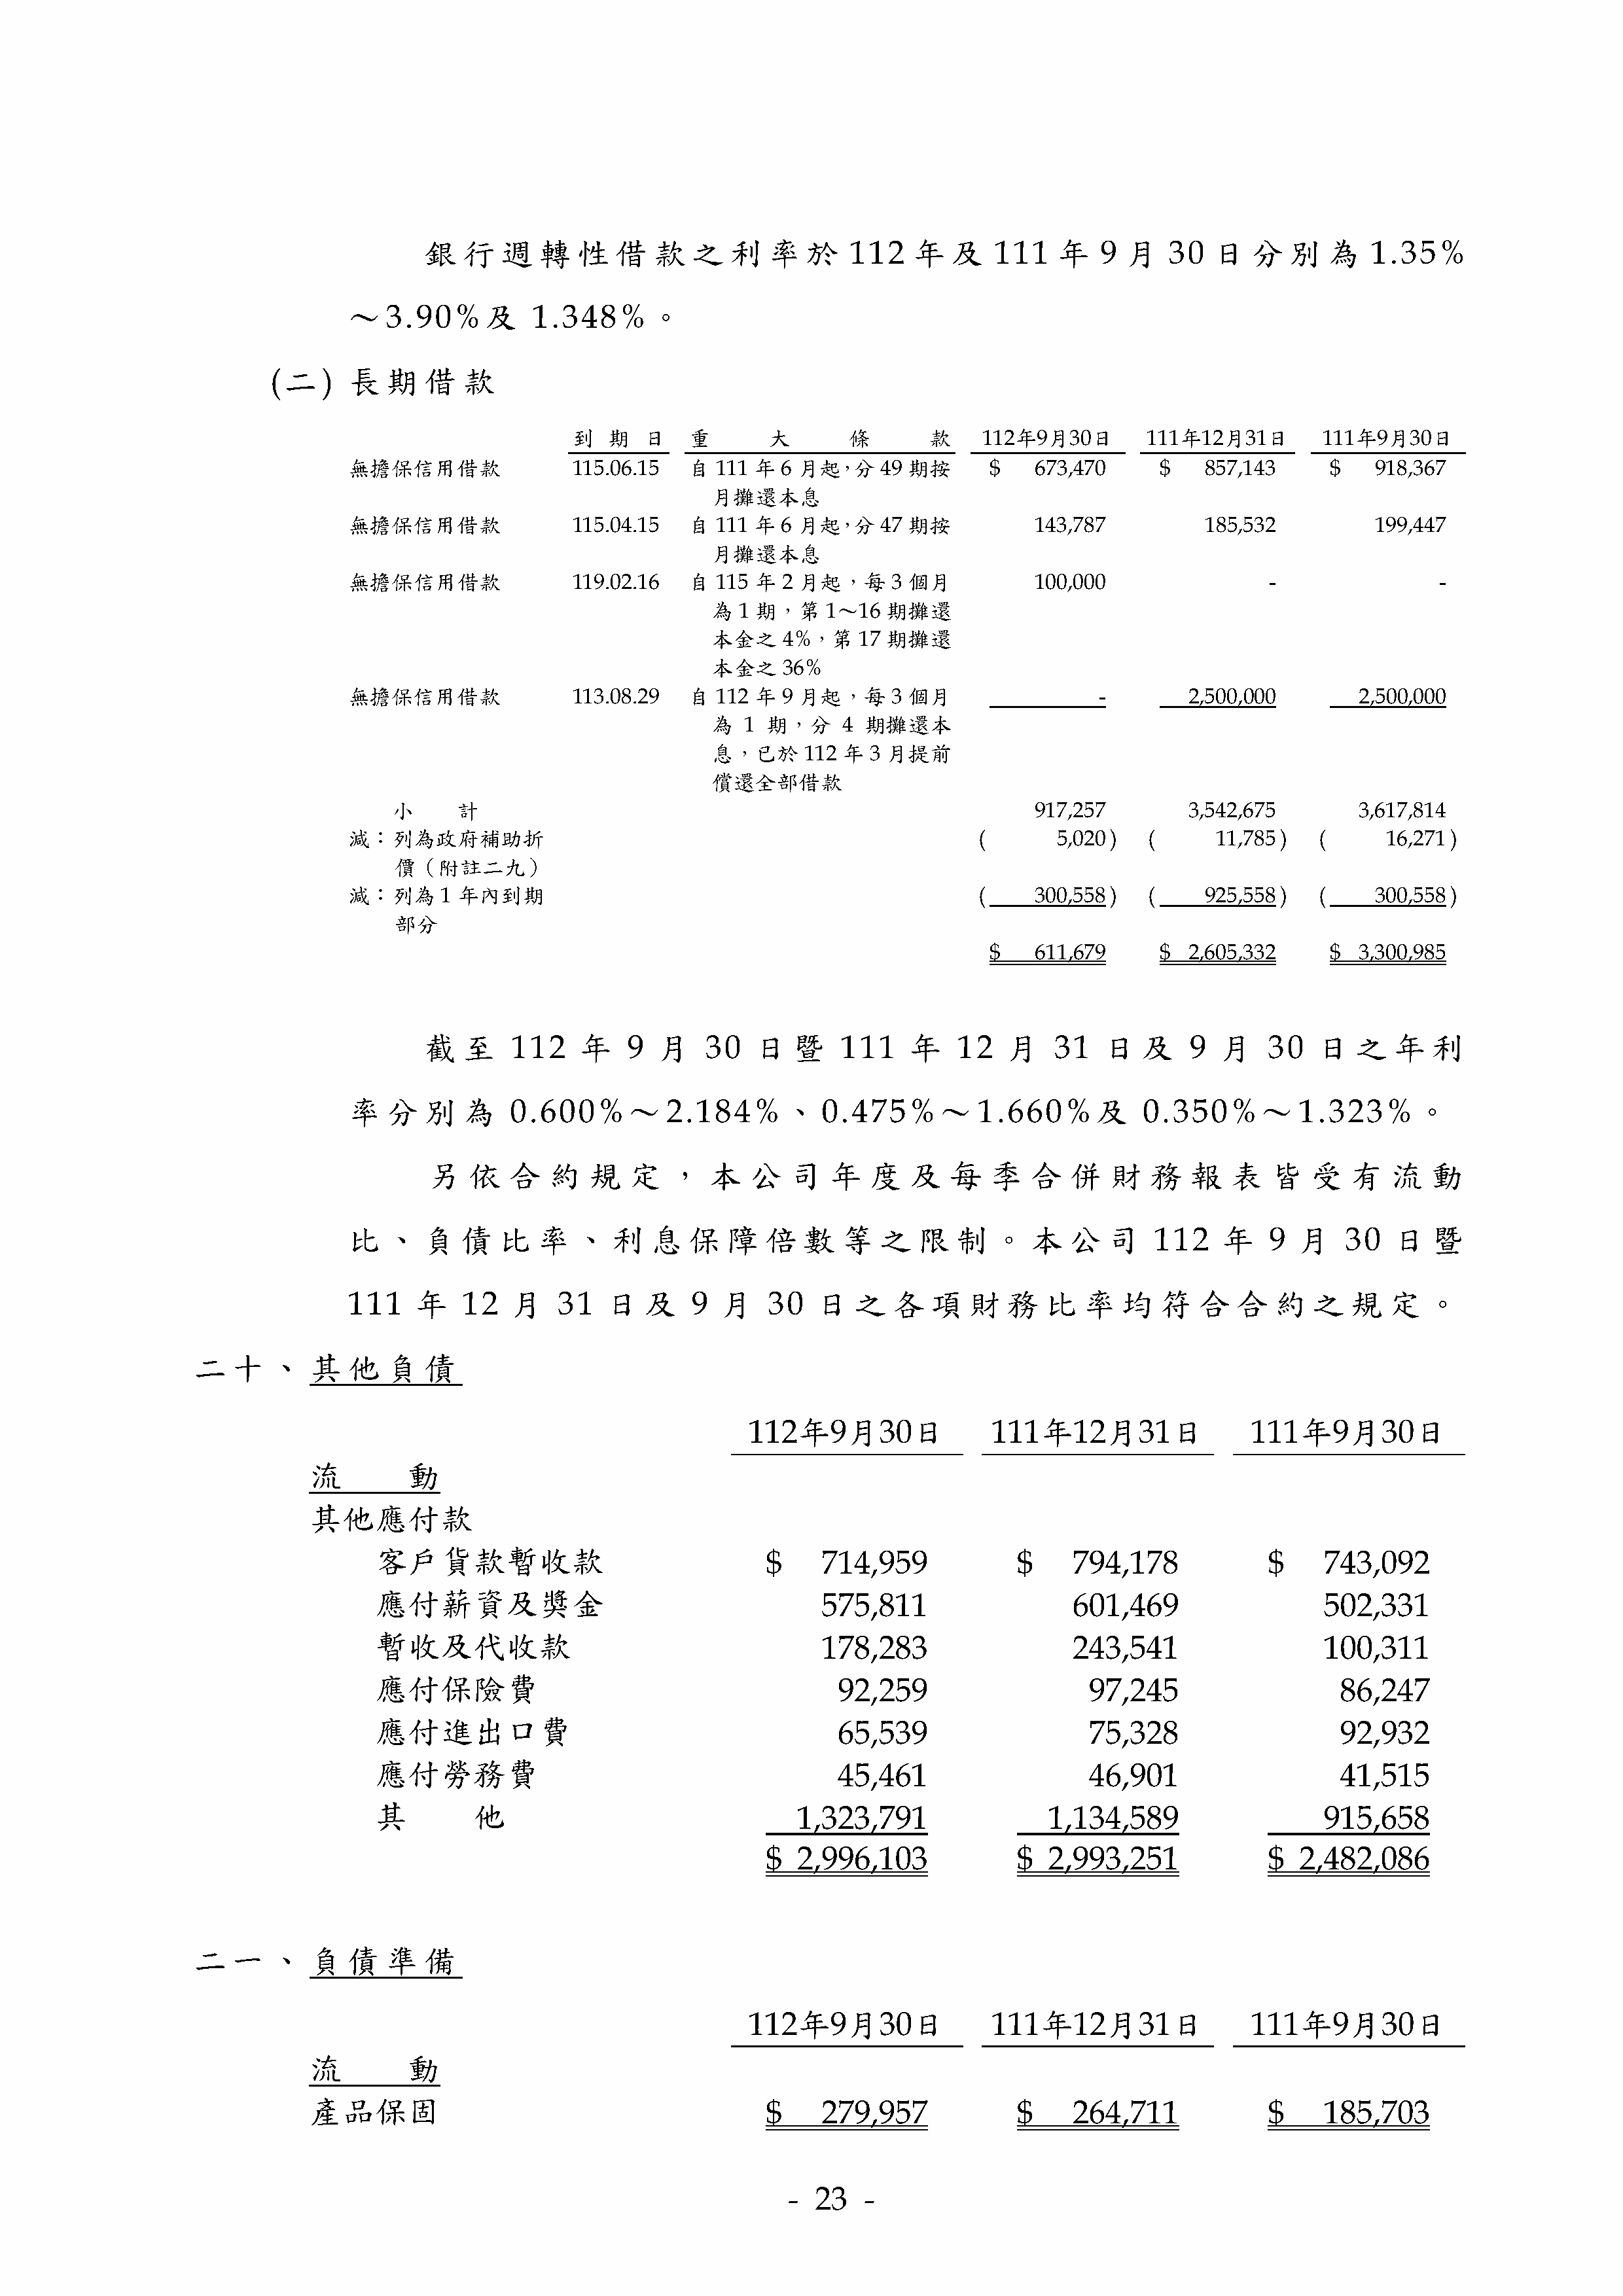 銀行週轉性借款之利率於 112 年及 111 年 9 月 30 日分別為 1.35%
～3.90%及 1.348%。
(二) 長期借款
到期日 重大條款 112年9月30日 111年12月31日 111年9月30日
無擔保信用借款 115.06.15 自 111 年 6 月起，分 49 期按 $ 673,470 $ 857,143 $ 918,367
月攤還本息
無擔保信用借款 115.04.15 自 111 年 6 月起，分 47 期按 143,787 185,532 199,447
月攤還本息
無擔保信用借款 119.02.16 自 115 年 2 月起，每 3 個月 100,000 - -
為 1 期，第 1～16 期攤還
本金之 4%，第 17 期攤還
本金之 36%
無擔保信用借款 113.08.29 自 112 年 9 月起，每 3 個月 - 2,500,000 2,500,000
為 1 期，分 4 期攤還本
息，已於 112 年 3 月提前
償還全部借款
小計 917,257 3,542,675 3,617,814
減：列為政府補助折 ( 5,020) ( 11,785) ( 16,271)
價（附註二九）
減：列為 1 年內到期 ( 300,558) ( 925,558) ( 300,558)
部分
$ 611,679 $ 2,605,332 $ 3,300,985
截至 112 年 9 月 30 日暨 111 年 12 月 31 日及 9 月 30 日之年利
率分別為 0.600%～2.184%、0.475%～1.660%及 0.350%～1.323%。
另依合約規定，本公司年度及每季合併財務報表皆受有流動
比、負債比率、利息保障倍數等之限制。本公司 112 年 9 月 30 日暨
111 年 12 月 31 日及 9 月 30 日之各項財務比率均符合合約之規定。
二十、其他負債
112年9月30日 111年12月31日 111年9月30日
流動
其他應付款
客戶貨款暫收款 $ 714,959 $ 794,178 $ 743,092
應付薪資及獎金 575,811 601,469 502,331
暫收及代收款 178,283 243,541 100,311
應付保險費 92,259 97,245 86,247
應付進出口費 65,539 75,328 92,932
應付勞務費 45,461 46,901 41,515
其他 1,323,791 1,134,589 915,658
$ 2,996,103 $ 2,993,251 $ 2,482,086
二一、負債準備
112年9月30日 111年12月31日 111年9月30日
流動
產品保固 $ 279,957 $ 264,711 $ 185,703
- 23 -